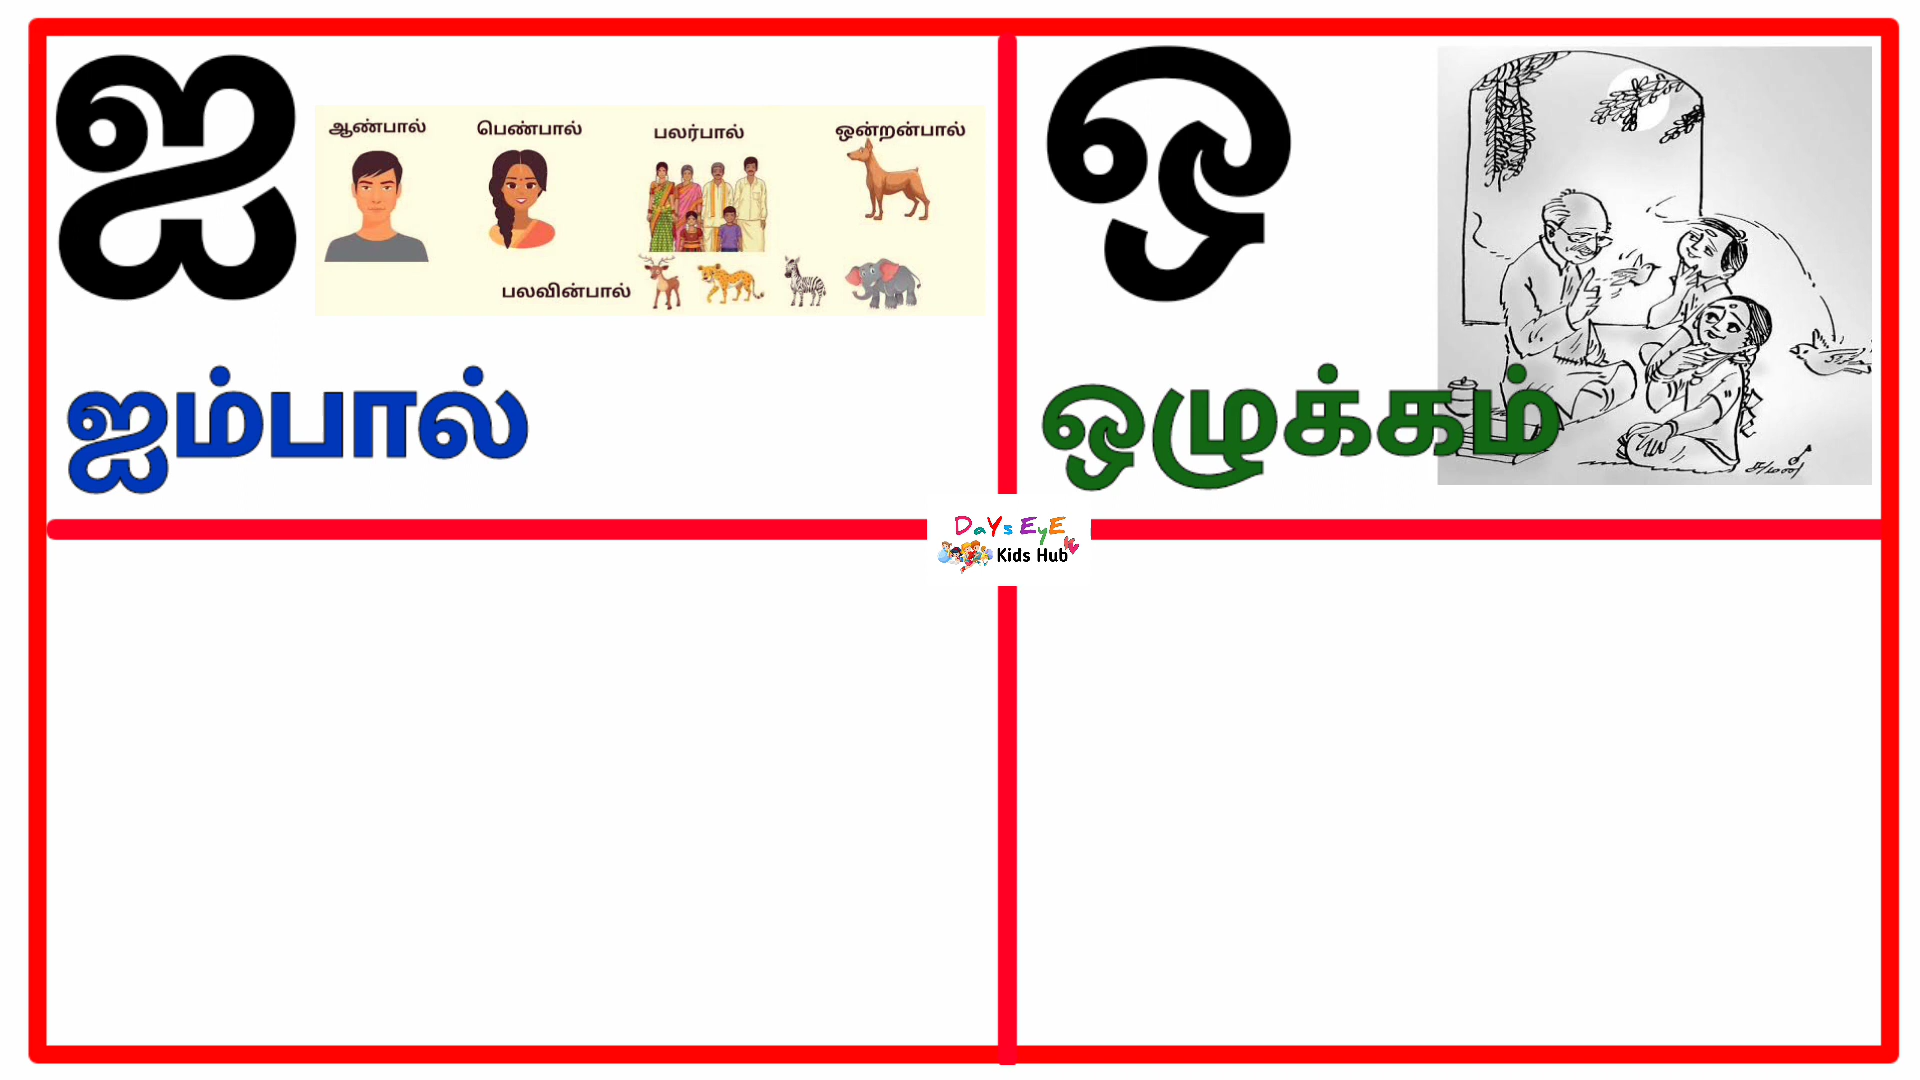 ஐ
ஆண்பால்
பெண்பால்
பலர்பால்
ஒன்றன்பால்
பலவின்பால்
ஐம்பால்
ஒ
ஒழுக்கம்
DaYs EyE
Kids Hub